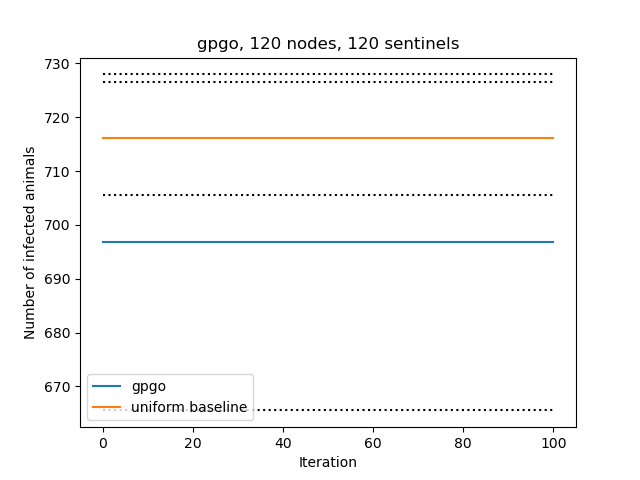 gpgo, 120 nodes, 120 sentinels
730
720
710
700
690
680
670
Number of infected animals
gpgo
uniform baseline
0 20 40 60 80 100
Iteration